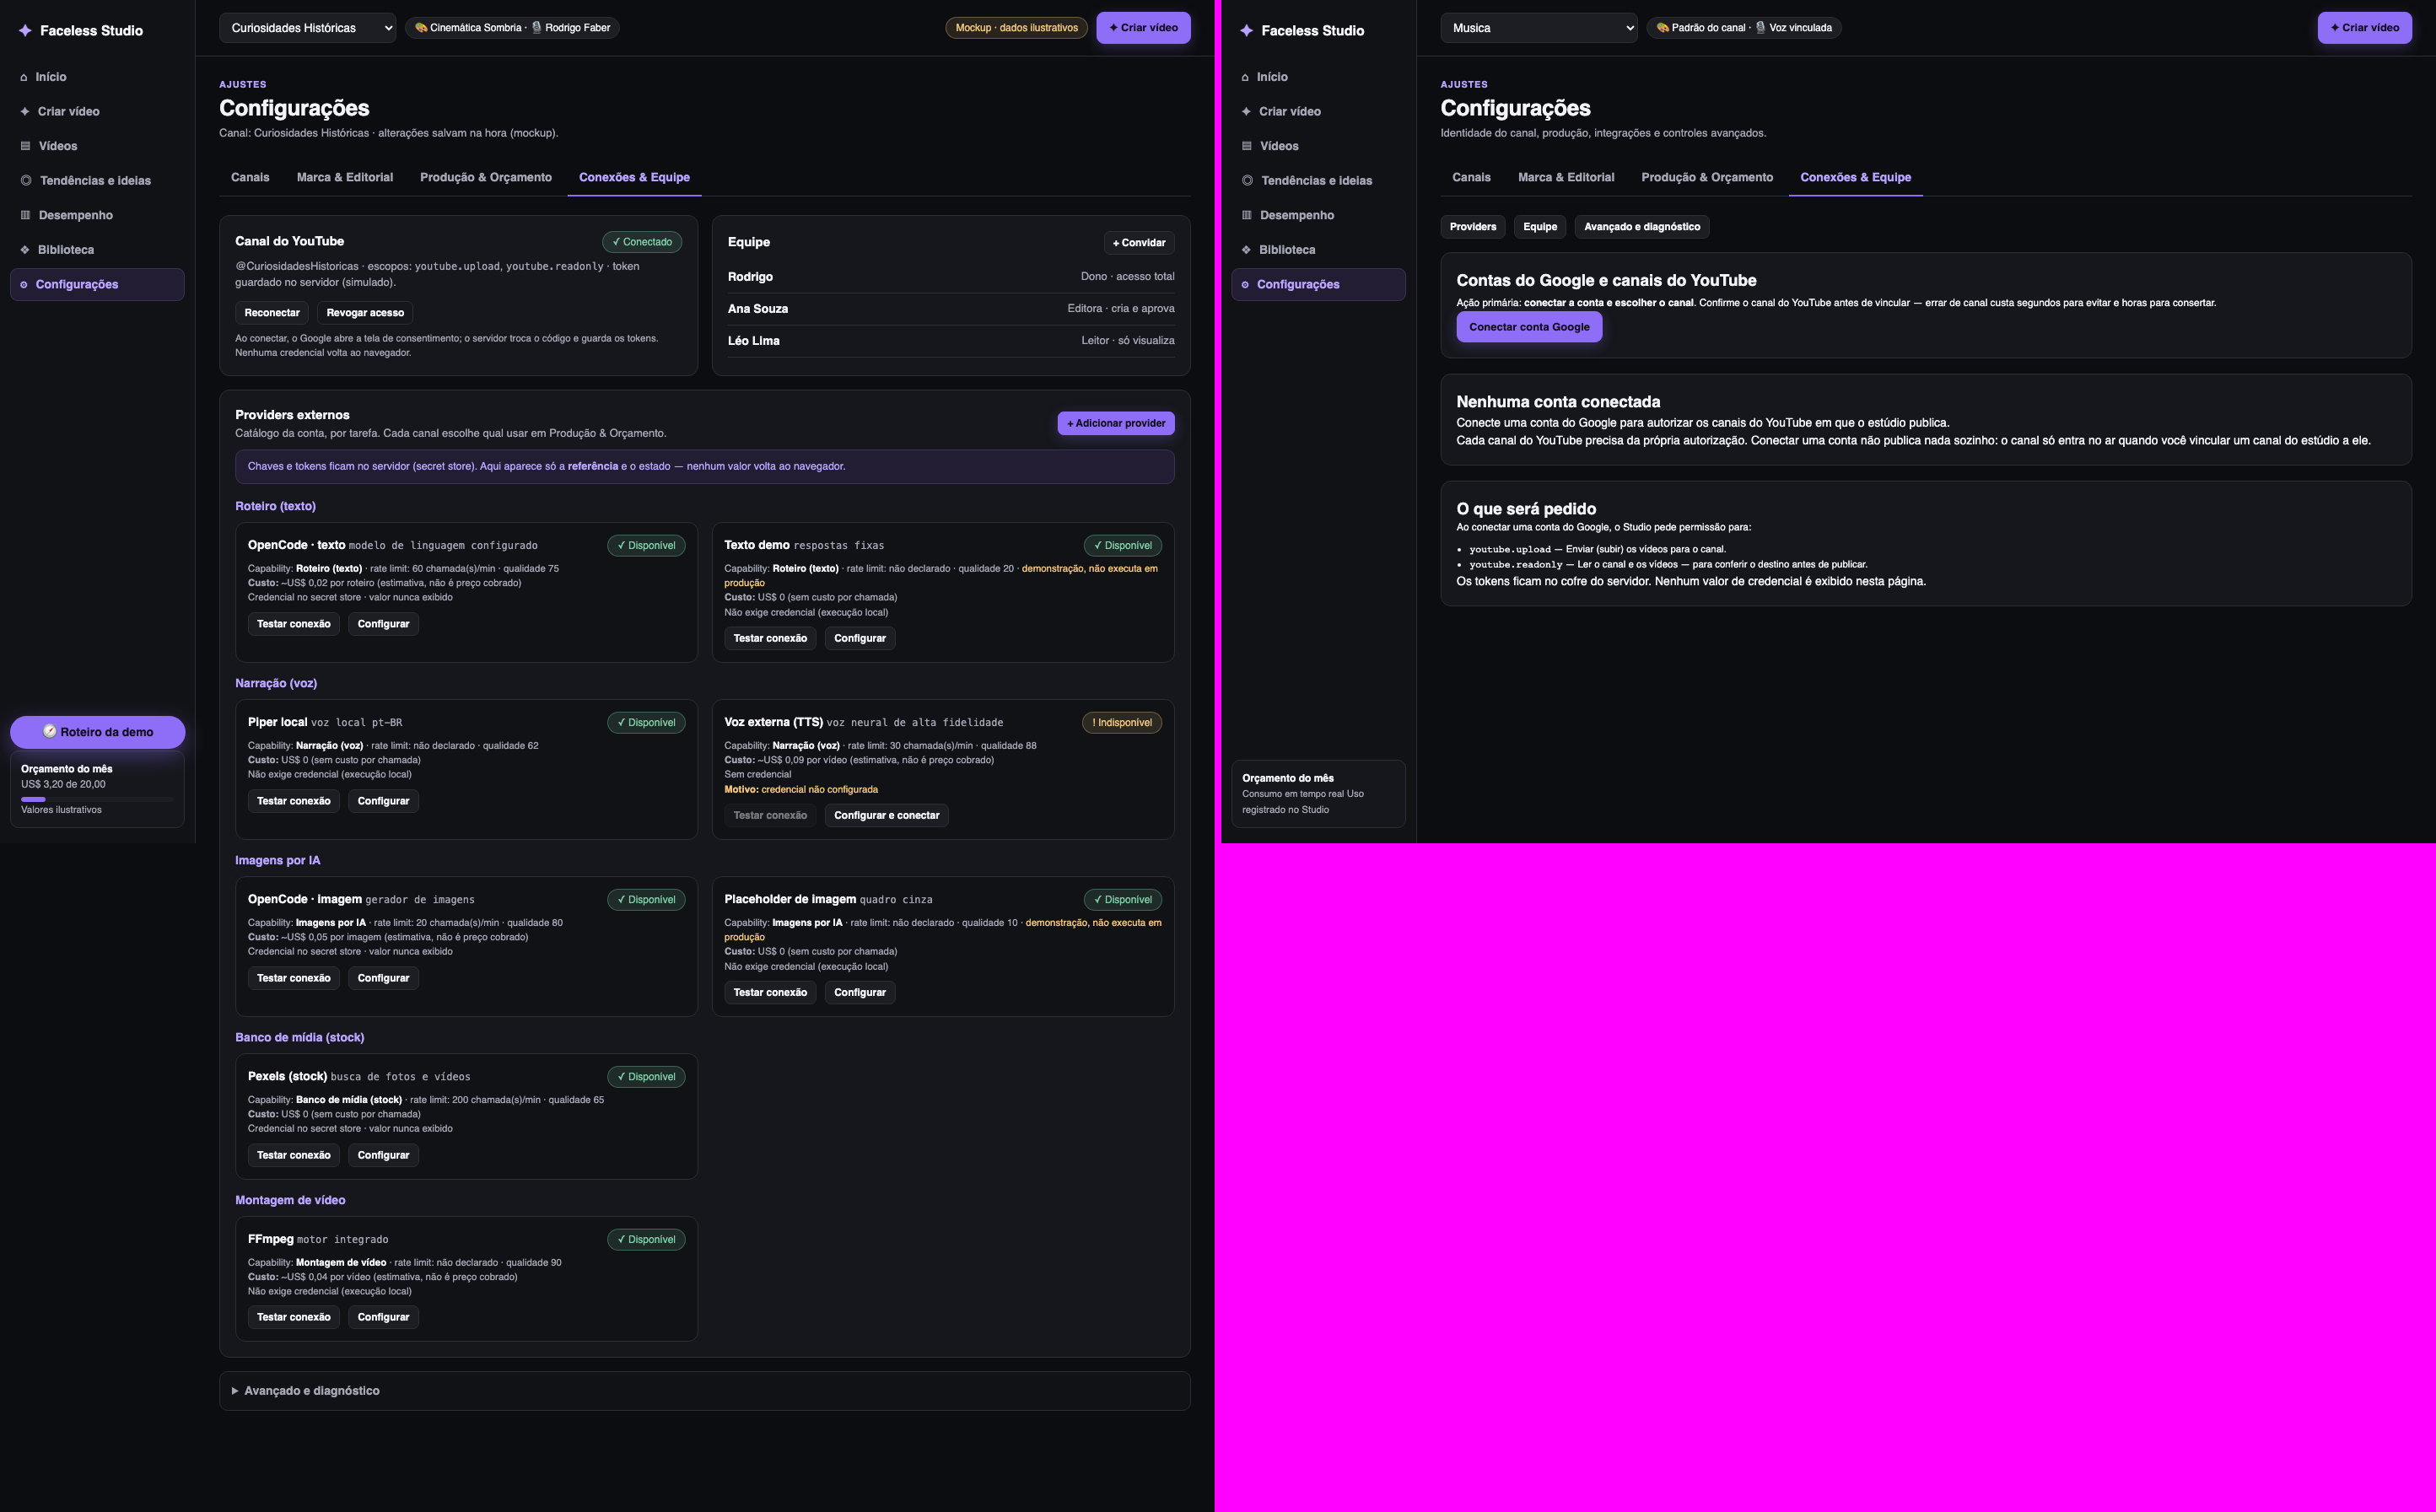 Faceless Studio
Início
Criar vídeo
Vídeos
Tendências e ideias
Desempenho
Biblioteca
Configurações
Roteiro da demo
Orçamento do mês
US$ 3,20 de 20,00
Valores ilustrativos
Curiosidades Históricas
Cinemática Sombria · Rodrigo Faber
Mockup · dados ilustrativos
✦ Criar vídeo
AJUSTES
Configurações
Canal: Curiosidades Históricas · alterações salvam na hora (mockup).
Canais
Marca & Editorial
Produção & Orçamento
Conexões & Equipe
Canal do YouTube
✓ Conectado
@CuriosidadesHistoricas · escopos: youtube.upload, youtube.readonly · token
guardado no servidor (simulado).
Reconectar
Revogar acesso
Ao conectar, o Google abre a tela de consentimento; o servidor troca o código e guarda os tokens.
Nenhuma credencial volta ao navegador.
Equipe
+ Convidar
Rodrigo
Dono · acesso total
Ana Souza
Editora · cria e aprova
Léo Lima
Leitor · só visualiza
Providers externos
Catálogo da conta, por tarefa. Cada canal escolhe qual usar em Produção & Orçamento.
+ Adicionar provider
Chaves e tokens ficam no servidor (secret store). Aqui aparece só a referência e o estado — nenhum valor volta ao navegador.
Roteiro (texto)
OpenCode · texto modelo de linguagem configurado
✓ Disponível
Capability: Roteiro (texto) · rate limit: 60 chamada(s)/min · qualidade 75
Custo: ~US$ 0,02 por roteiro (estimativa, não é preço cobrado)
Credencial no secret store · valor nunca exibido
Testar conexão
Configurar
Texto demo respostas fixas
✓ Disponível
Capability: Roteiro (texto) · rate limit: não declarado · qualidade 20 · demonstração, não executa em
produção
Custo: US$ 0 (sem custo por chamada)
Não exige credencial (execução local)
Testar conexão
Configurar
Narração (voz)
Piper local voz local pt-BR
✓ Disponível
Capability: Narração (voz) · rate limit: não declarado · qualidade 62
Custo: US$ 0 (sem custo por chamada)
Não exige credencial (execução local)
Testar conexão
Configurar
Voz externa (TTS) voz neural de alta fidelidade
! Indisponível
Capability: Narração (voz) · rate limit: 30 chamada(s)/min · qualidade 88
Custo: ~US$ 0,09 por vídeo (estimativa, não é preço cobrado)
Sem credencial
Motivo: credencial não configurada
Testar conexão
Configurar e conectar
Imagens por IA
OpenCode · imagem gerador de imagens
✓ Disponível
Capability: Imagens por IA · rate limit: 20 chamada(s)/min · qualidade 80
Custo: ~US$ 0,05 por imagem (estimativa, não é preço cobrado)
Credencial no secret store · valor nunca exibido
Testar conexão
Configurar
Placeholder de imagem quadro cinza
✓ Disponível
Capability: Imagens por IA · rate limit: não declarado · qualidade 10 · demonstração, não executa em
produção
Custo: US$ 0 (sem custo por chamada)
Não exige credencial (execução local)
Testar conexão
Configurar
Banco de mídia (stock)
Pexels (stock) busca de fotos e vídeos
✓ Disponível
Capability: Banco de mídia (stock) · rate limit: 200 chamada(s)/min · qualidade 65
Custo: US$ 0 (sem custo por chamada)
Credencial no secret store · valor nunca exibido
Testar conexão
Configurar
Montagem de vídeo
FFmpeg motor integrado
✓ Disponível
Capability: Montagem de vídeo · rate limit: não declarado · qualidade 90
Custo: ~US$ 0,04 por vídeo (estimativa, não é preço cobrado)
Não exige credencial (execução local)
Testar conexão
Configurar
Avançado e diagnóstico
Faceless Studio
Início
Criar vídeo
Vídeos
Tendências e ideias
Desempenho
Biblioteca
Configurações
Orçamento do mês
Consumo em tempo real Uso
registrado no Studio
Musica
Padrão do canal · Voz vinculada
✦ Criar vídeo
AJUSTES
Configurações
Identidade do canal, produção, integrações e controles avançados.
Canais
Marca & Editorial
Produção & Orçamento
Conexões & Equipe
Providers
Equipe
Avançado e diagnóstico
Contas do Google e canais do YouTube
Ação primária: conectar a conta e escolher o canal. Confirme o canal do YouTube antes de vincular — errar de canal custa segundos para evitar e horas para consertar.
Conectar conta Google
Nenhuma conta conectada
Conecte uma conta do Google para autorizar os canais do YouTube em que o estúdio publica.
Cada canal do YouTube precisa da própria autorização. Conectar uma conta não publica nada sozinho: o canal só entra no ar quando você vincular um canal do estúdio a ele.
O que será pedido
Ao conectar uma conta do Google, o Studio pede permissão para:
• youtube.upload — Enviar (subir) os vídeos para o canal.
• youtube.readonly — Ler o canal e os vídeos — para conferir o destino antes de publicar.
Os tokens ficam no cofre do servidor. Nenhum valor de credencial é exibido nesta página.